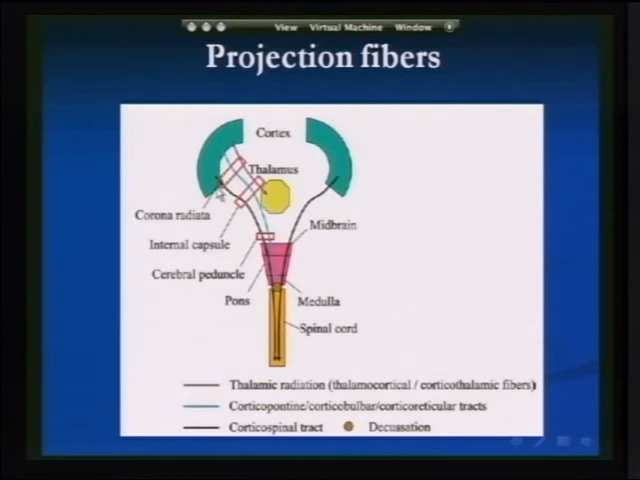 View Virtual Machine Window
Projection fibers
Cortex
Thalamus
Corona radiata
Midbrain
Internal capsule
Cerebral peduncle
Pons
Medulla
Spinal cord
Thalamic radiation (thalamocortical / corticothalamic fibers)
Corticopontine/corticobulbar/corticoreticular tracts
Corticospinal tract
Decussation